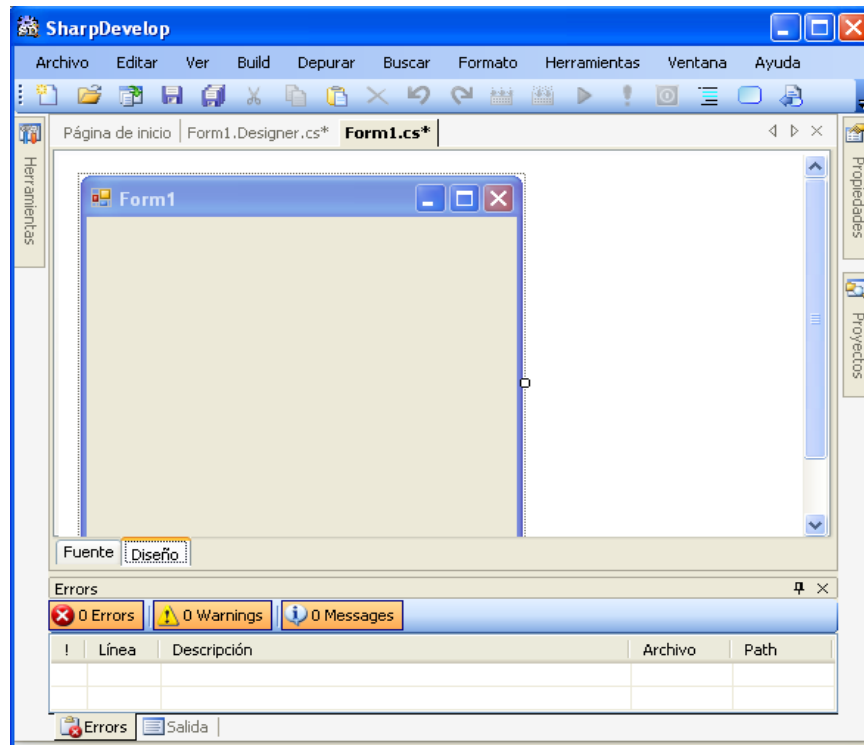 SharpDevelop
Archivo Editar Ver Build Depurar Buscar Formato Herramientas Ventana Ayuda
Página de inicio Form1.Designer.cs* Form1.cs*
Herramientas
Form1
Propiedades
Proyectos
Fuente Diseño
Errors
0 Errors 0 Warnings 0 Messages
! Línea Descripción Archivo Path
Errors Salida